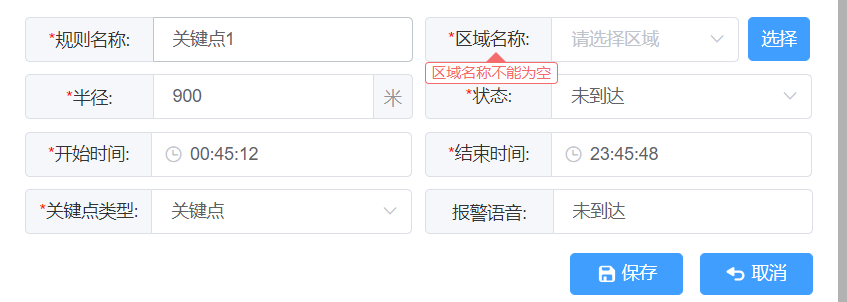 *规则名称: 关键点1 *区域名称: 请选择区域 选择
区域名称不能为空
*半径: 900 米 *状态: 未到达
*开始时间: 00:45:12 *结束时间: 23:45:48
*关键点类型: 关键点 报警语音: 未到达
保存 取消